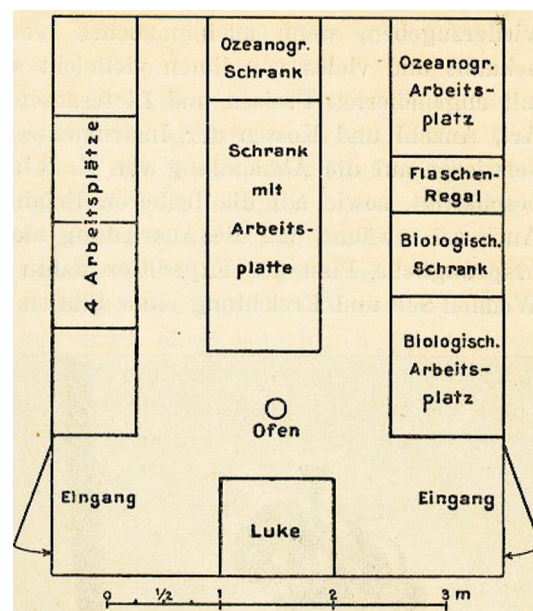 4 Arbeitsplätze
Ozeanogr.
Schrank
Schrank
mit
Arbeits-
platte
Ozeanogr.
Arbeits-
platz
Flaschen-
Regal
Biologisch.
Schrank
Biologisch.
Arbeits-
platz
Ofen
Eingang
Luke
Eingang
0 1/2 1 2 3 m